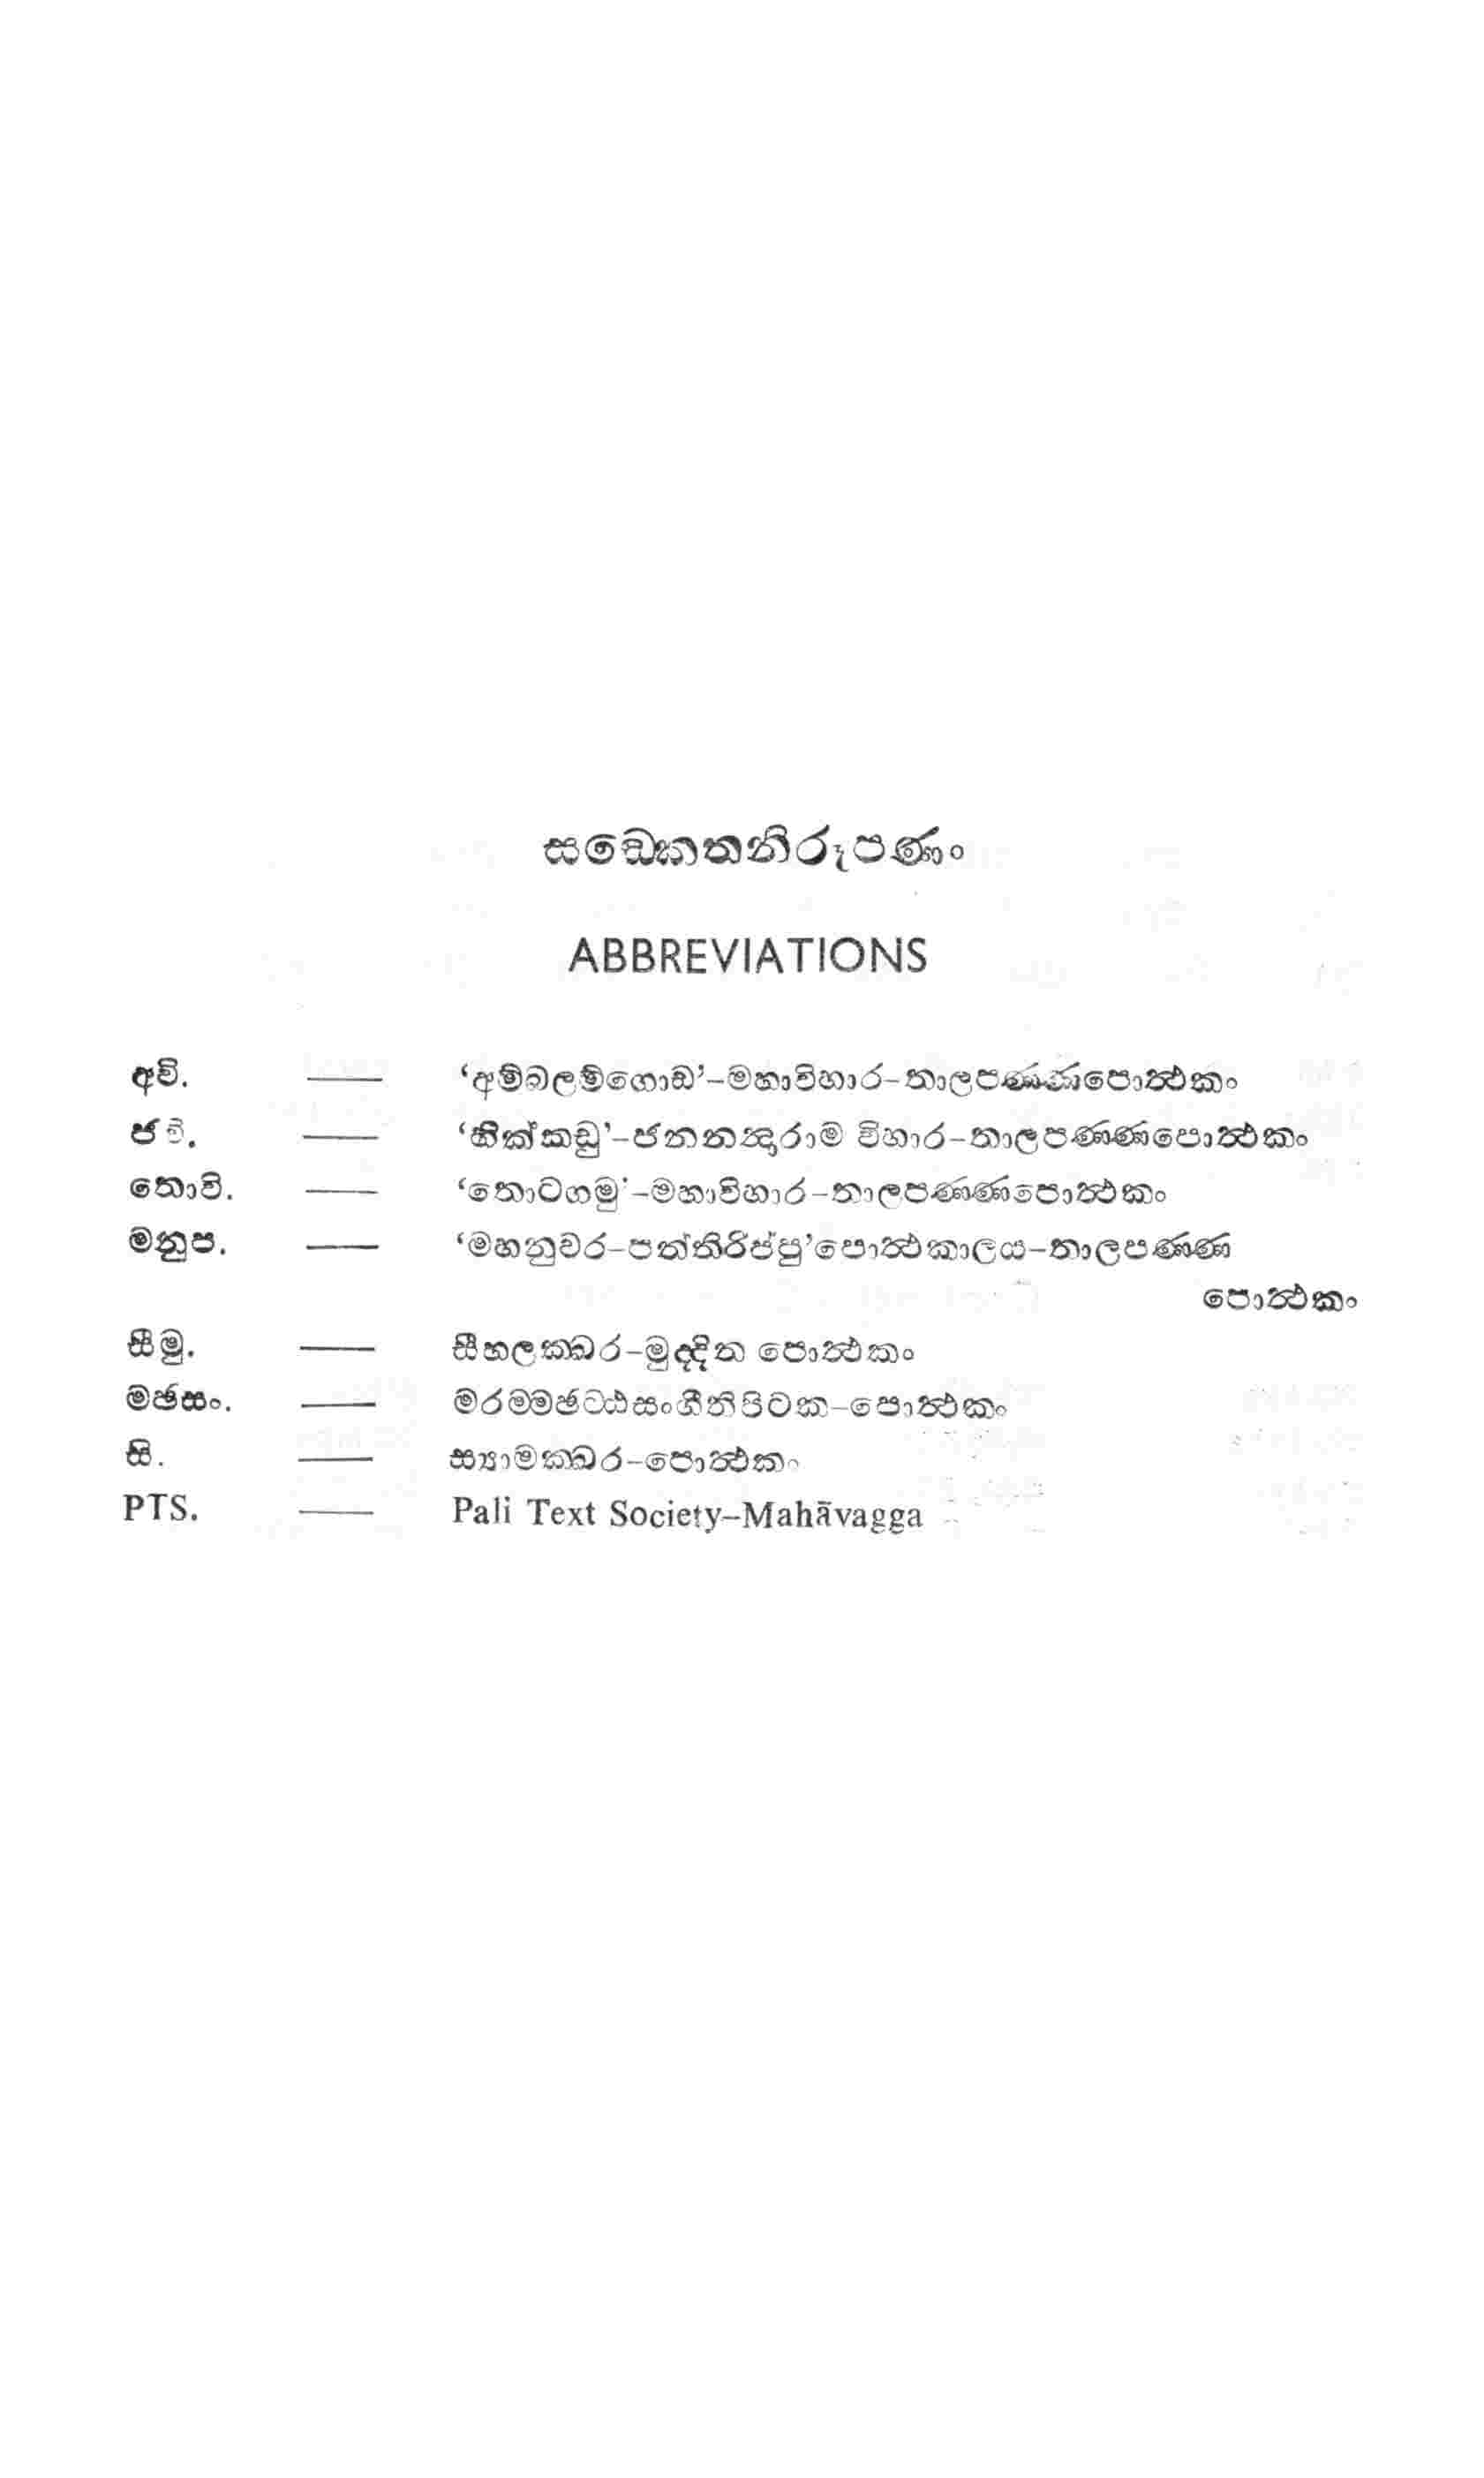 සඞ්කෙතනිරූපණං
ABBREVIATIONS
අවි. — ‘අම්බලම්ගොඩ’–මහාවිහාර–තාලපණ්ණපොත්‍ථකං
ජවි. — ‘හික්කඩු’–ජනනන්‍දාරාම විහාර–තාලපණ්ණපොත්‍ථකං
තොවි. — ‘තොටගමු’–මහාවිහාර–තාලපණ්ණපොත්‍ථකං
මනුප. — ‘මහනුවර–පත්තිරිප්පු’පොත්‍ථකාලය–තාලපණ්ණ
පොත්‍ථකං
සීමු. — සීහලක්ඛර–මුද්දිත පොත්‍ථකං
මඡසං. — මරම්මඡට්ඨසංගීතිපිටක–පොත්‍ථකං
සි. — ස්‍යාමක්ඛර–පොත්‍ථකං
PTS. — Pali Text Society–Mahāvagga